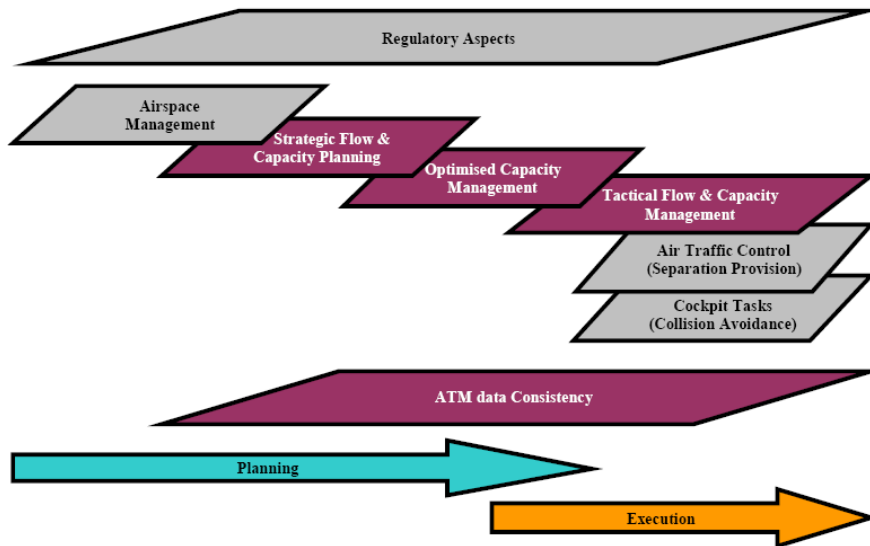 Regulatory Aspects
Airspace
Management
Strategic Flow &
Capacity Planning
Optimised Capacity
Management
Tactical Flow & Capacity
Management
Air Traffic Control
(Separation Provision)
Cockpit Tasks
(Collision Avoidance)
ATM data Consistency
Planning
Execution